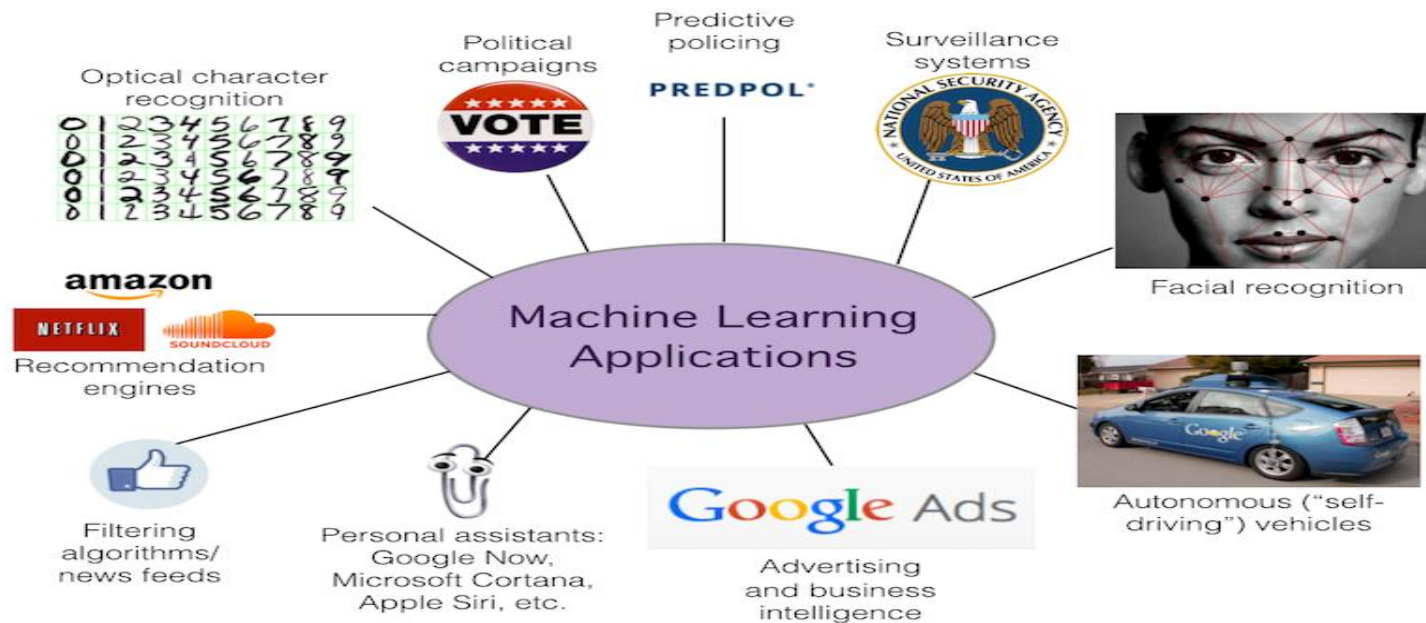 Predictive
policing
PREDPOL
Political
campaigns
VOTE
Surveillance
systems
NATIONAL SECURITY AGENCY
UNITED STATES OF AMERICA
Optical character
recognition
0 1 2 3 4 5 6 7 8 9
0 1 2 3 4 5 6 7 8 9
0 1 2 3 4 5 6 7 8 9
0 1 2 3 4 5 6 7 8 9
0 1 2 3 4 5 6 7 8 9
0 1 2 3 4 5 6 7 8 9
Facial recognition
amazon
NETFLIX
SOUNDCLOUD
Recommendation
engines
Machine Learning
Applications
Google
Autonomous (“self-
driving”) vehicles
Filtering
algorithms/
news feeds
Personal assistants:
Google Now,
Microsoft Cortana,
Apple Siri, etc.
Google Ads
Advertising
and business
intelligence